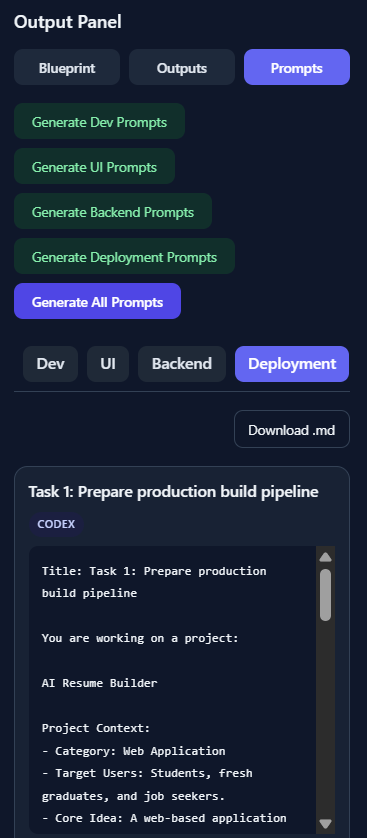 Output Panel
Blueprint Outputs Prompts
Generate Dev Prompts
Generate UI Prompts
Generate Backend Prompts
Generate Deployment Prompts
Generate All Prompts
Dev UI Backend Deployment
Download .md
Task 1: Prepare production build pipeline
CODEX
Title: Task 1: Prepare production
build pipeline
You are working on a project:
AI Resume Builder
Project Context:
- Category: Web Application
- Target Users: Students, fresh
graduates, and job seekers.
- Core Idea: A web-based application